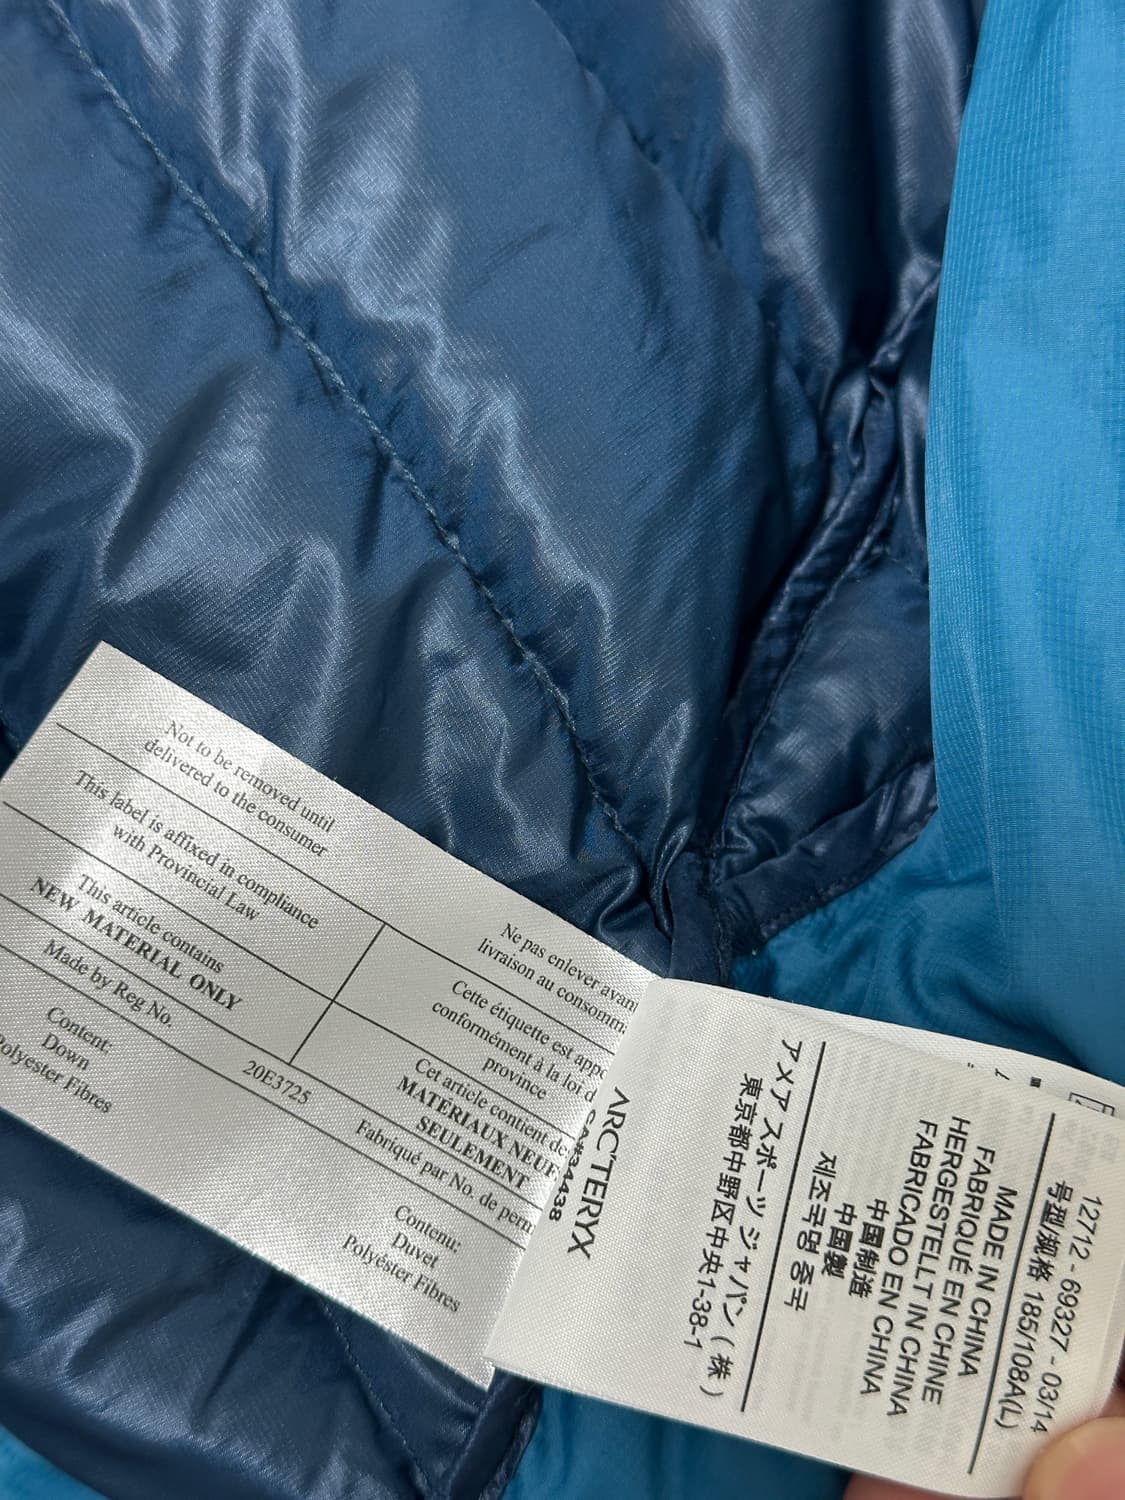 Not to be removed until
delivered to the consumer
This label is affixed in compliance
with Provincial Law
This article contains
NEW MATERIAL ONLY
Made by Reg No.
20E3725
Content:
Down
Polyester Fibres
Ne pas enlever avan
livraison au consomm
Cette étiquette est appo
conformément à la loi d
province
Cet article contient de
MATÉRIAUX NEUF
SEULEMENT
Fabriqué par No. de perm
Contenu:
Duvet
Polyéster Fibres
CA#34438
ARC'TERYX
アメアスポーツ ジャパン(株)
東京都中野区中央1-38-1
제조국명 중국
中國製
中国制造
FABRICADO EN CHINA
HERGESTELLT IN CHINA
FABRIQUÉ EN CHINE
MADE IN CHINA
号型/规格 185/108A(L)
12712 - 69327 - 03/14